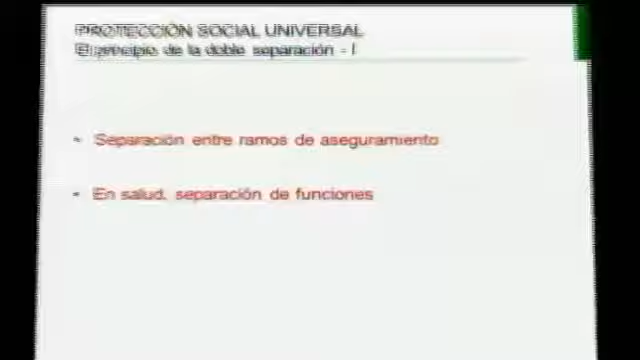 PROTECCIÓN SOCIAL UNIVERSAL
El principio de la doble separación - I
- Separación entre ramos de aseguramiento
- En salud, separación de funciones